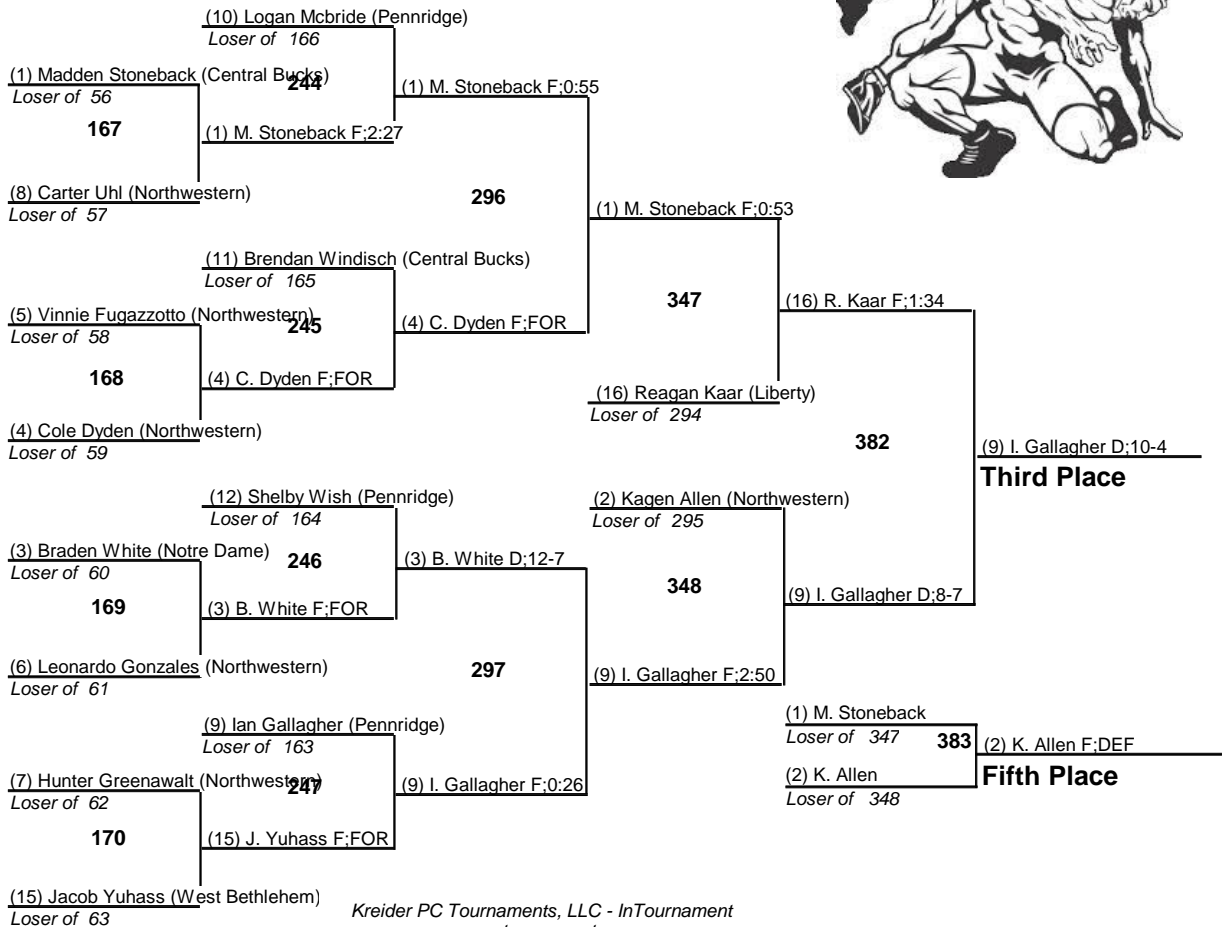 (10) Logan Mcbride (Pennridge)
Loser of 166
(1) Madden Stoneback (Central Bucks)
244
(1) M. Stoneback F;0:55
Loser of 56
167
(1) M. Stoneback F;2:27
(8) Carter Uhl (Northwestern)
296
Loser of 57
(1) M. Stoneback F;0:53
(11) Brendan Windisch (Central Bucks)
Loser of 165
347
(16) R. Kaar F;1:34
(5) Vinnie Fugazzotto (Northwestern)
245
(4) C. Dyden F;FOR
Loser of 58
168
(4) C. Dyden F;FOR
(16) Reagan Kaar (Liberty)
Loser of 294
(4) Cole Dyden (Northwestern)
382
Loser of 59
(9) I. Gallagher D;10-4
Third Place
(12) Shelby Wish (Pennridge)
(2) Kagen Allen (Northwestern)
Loser of 164
Loser of 295
(3) Braden White (Notre Dame)
246
(3) B. White D;12-7
Loser of 60
348
169
(3) B. White F;FOR
(9) I. Gallagher D;8-7
(6) Leonardo Gonzales (Northwestern)
297
(9) I. Gallagher F;2:50
Loser of 61
(9) Ian Gallagher (Pennridge)
(1) M. Stoneback
Loser of 163
Loser of 347
383
(2) K. Allen F;DEF
(7) Hunter Greenawalt (Northwestern)
247
(9) I. Gallagher F;0:26
(2) K. Allen
Fifth Place
Loser of 62
Loser of 348
170
(15) J. Yuhass F;FOR
(15) Jacob Yuhass (West Bethlehem)
Loser of 63
Kreider PC Tournaments, LLC - InTournament